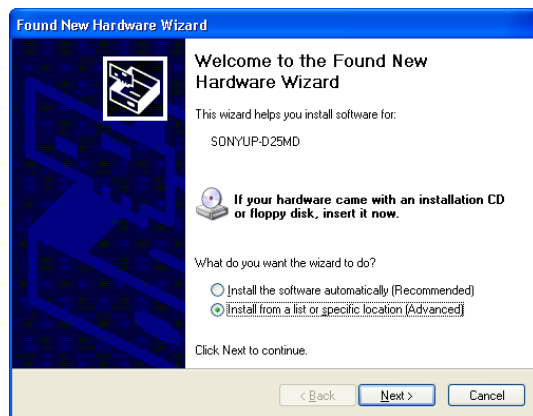 Found New Hardware Wizard
Welcome to the Found New
Hardware Wizard
This wizard helps you install software for:
SONYUP-D25MD
If your hardware came with an installation CD
or floppy disk, insert it now.
What do you want the wizard to do?
Install the software automatically (Recommended)
Install from a list or specific location (Advanced)
Click Next to continue.
< Back
Next >
Cancel